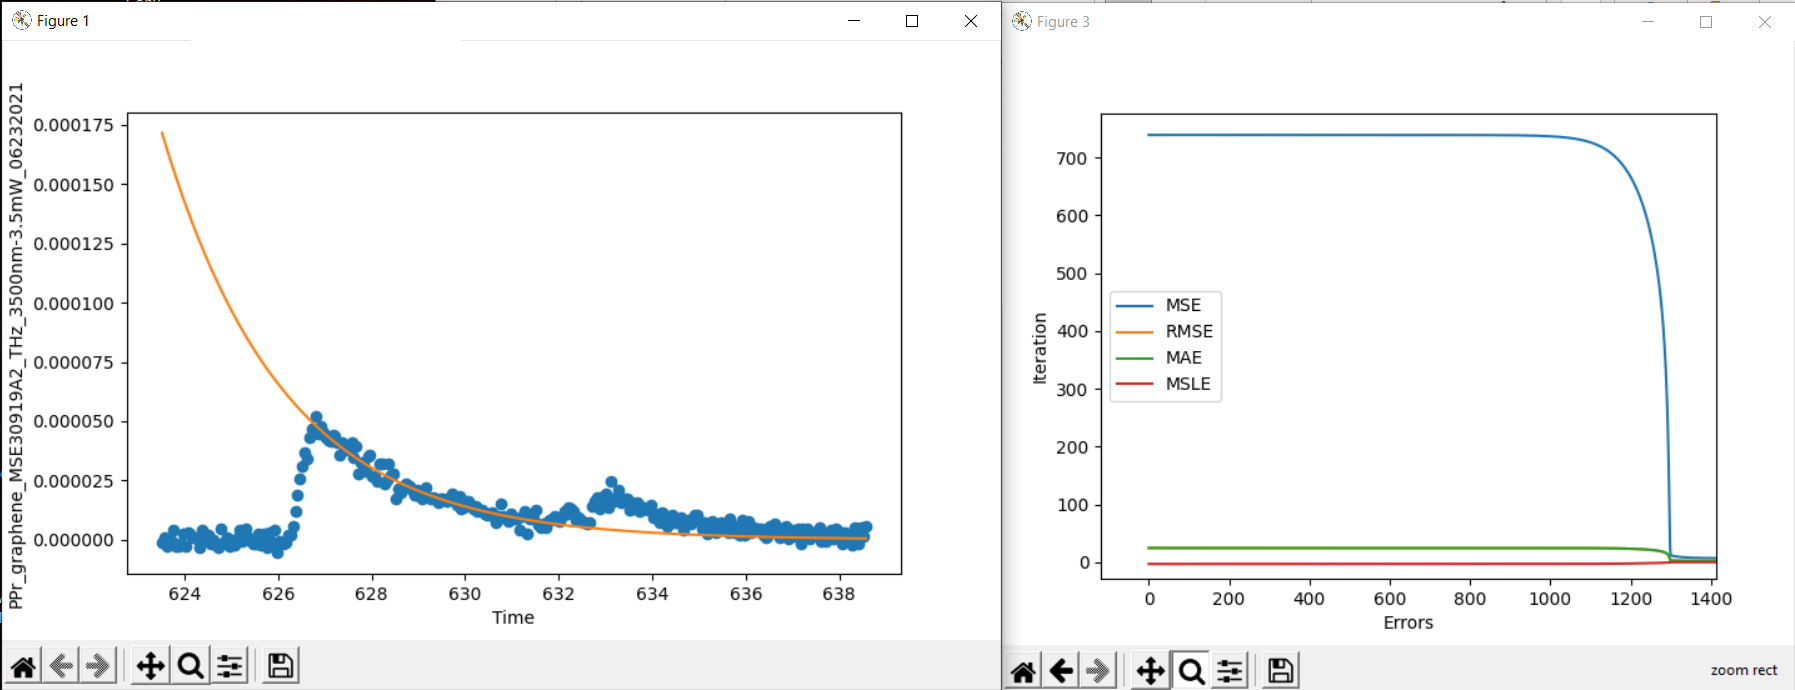 Figure 1
PPr_graphene_MSE30919A2_THz_3500nm-3.5mW_06232021
0.000175
0.000150
0.000125
0.000100
0.000075
0.000050
0.000025
0.000000
624 626 628 630 632 634 636 638
Time
Figure 3
Iteration
700
600
500
400
300
200
100
0
MSE
RMSE
MAE
MSLE
0 200 400 600 800 1000 1200 1400
Errors
zoom rect